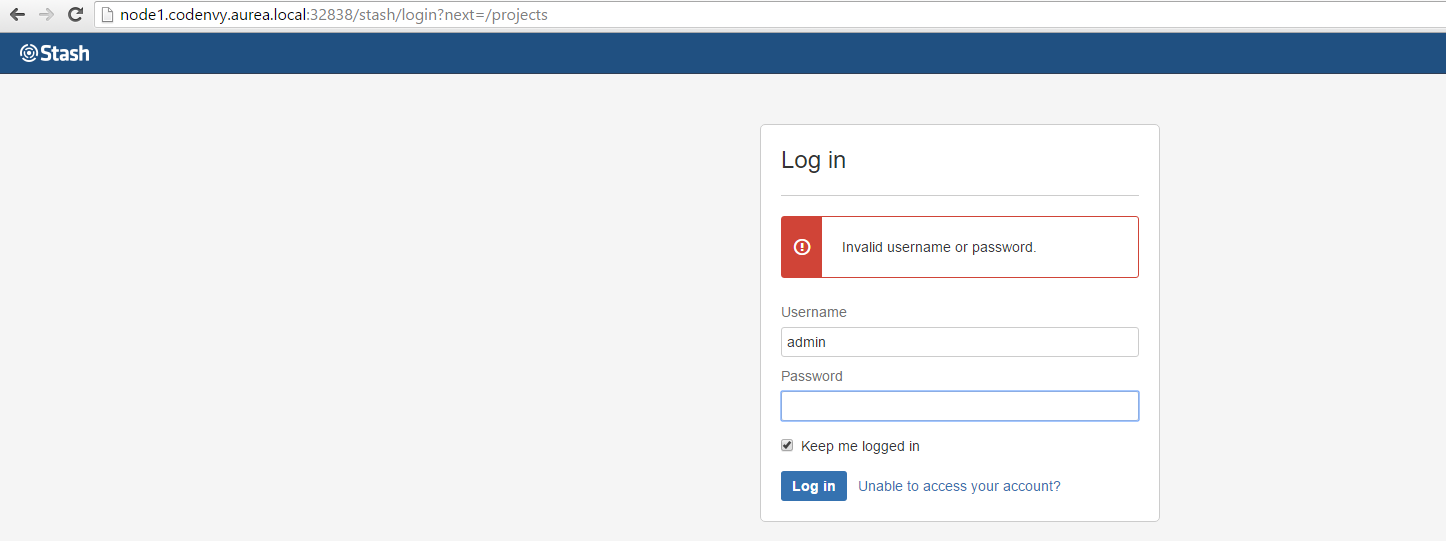 node1.codenvy.aurea.local:32838/stash/login?next=/projects
Stash
Log in
Invalid username or password.
Username
admin
Password
Keep me logged in
Log in Unable to access your account?